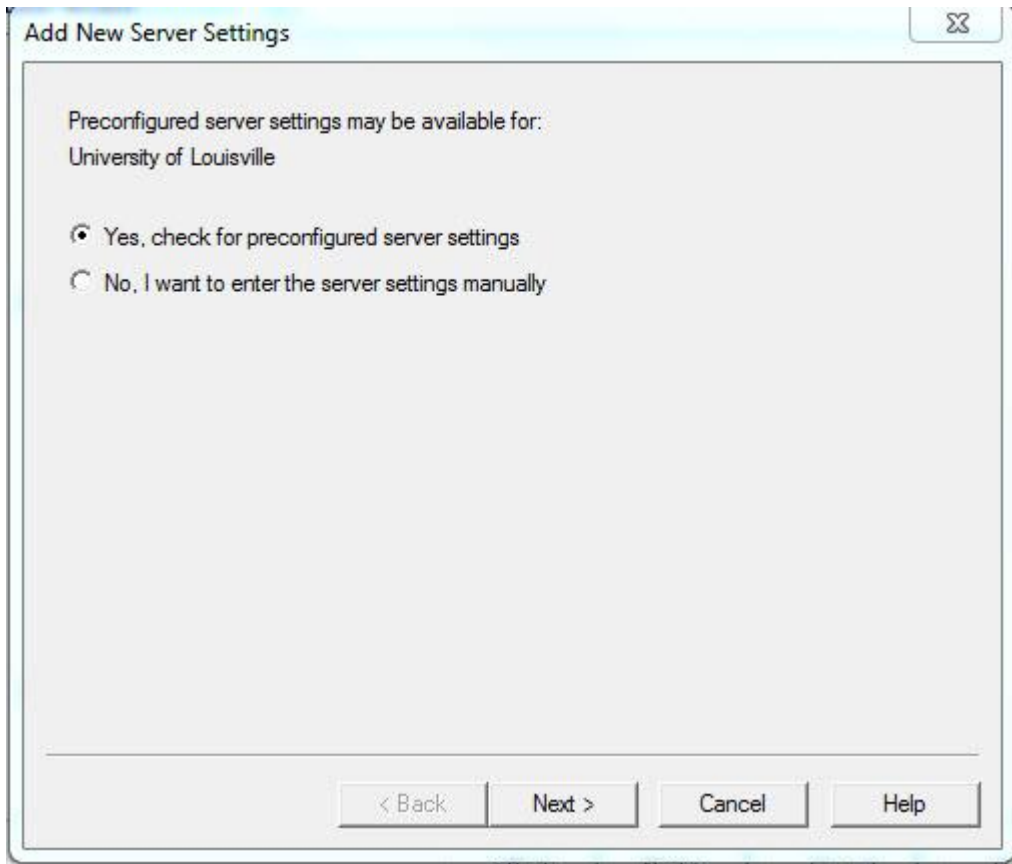 Add New Server Settings
Preconfigured server settings may be available for:
University of Louisville
Yes, check for preconfigured server settings
No, I want to enter the server settings manually
< Back Next > Cancel Help